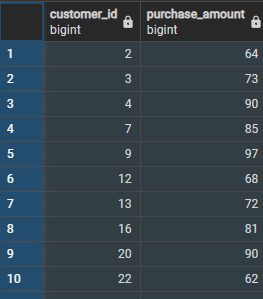 customer_id purchase_amount
bigint bigint
1 2 64
2 3 73
3 4 90
4 7 85
5 9 97
6 12 68
7 13 72
8 16 81
9 20 90
10 22 62